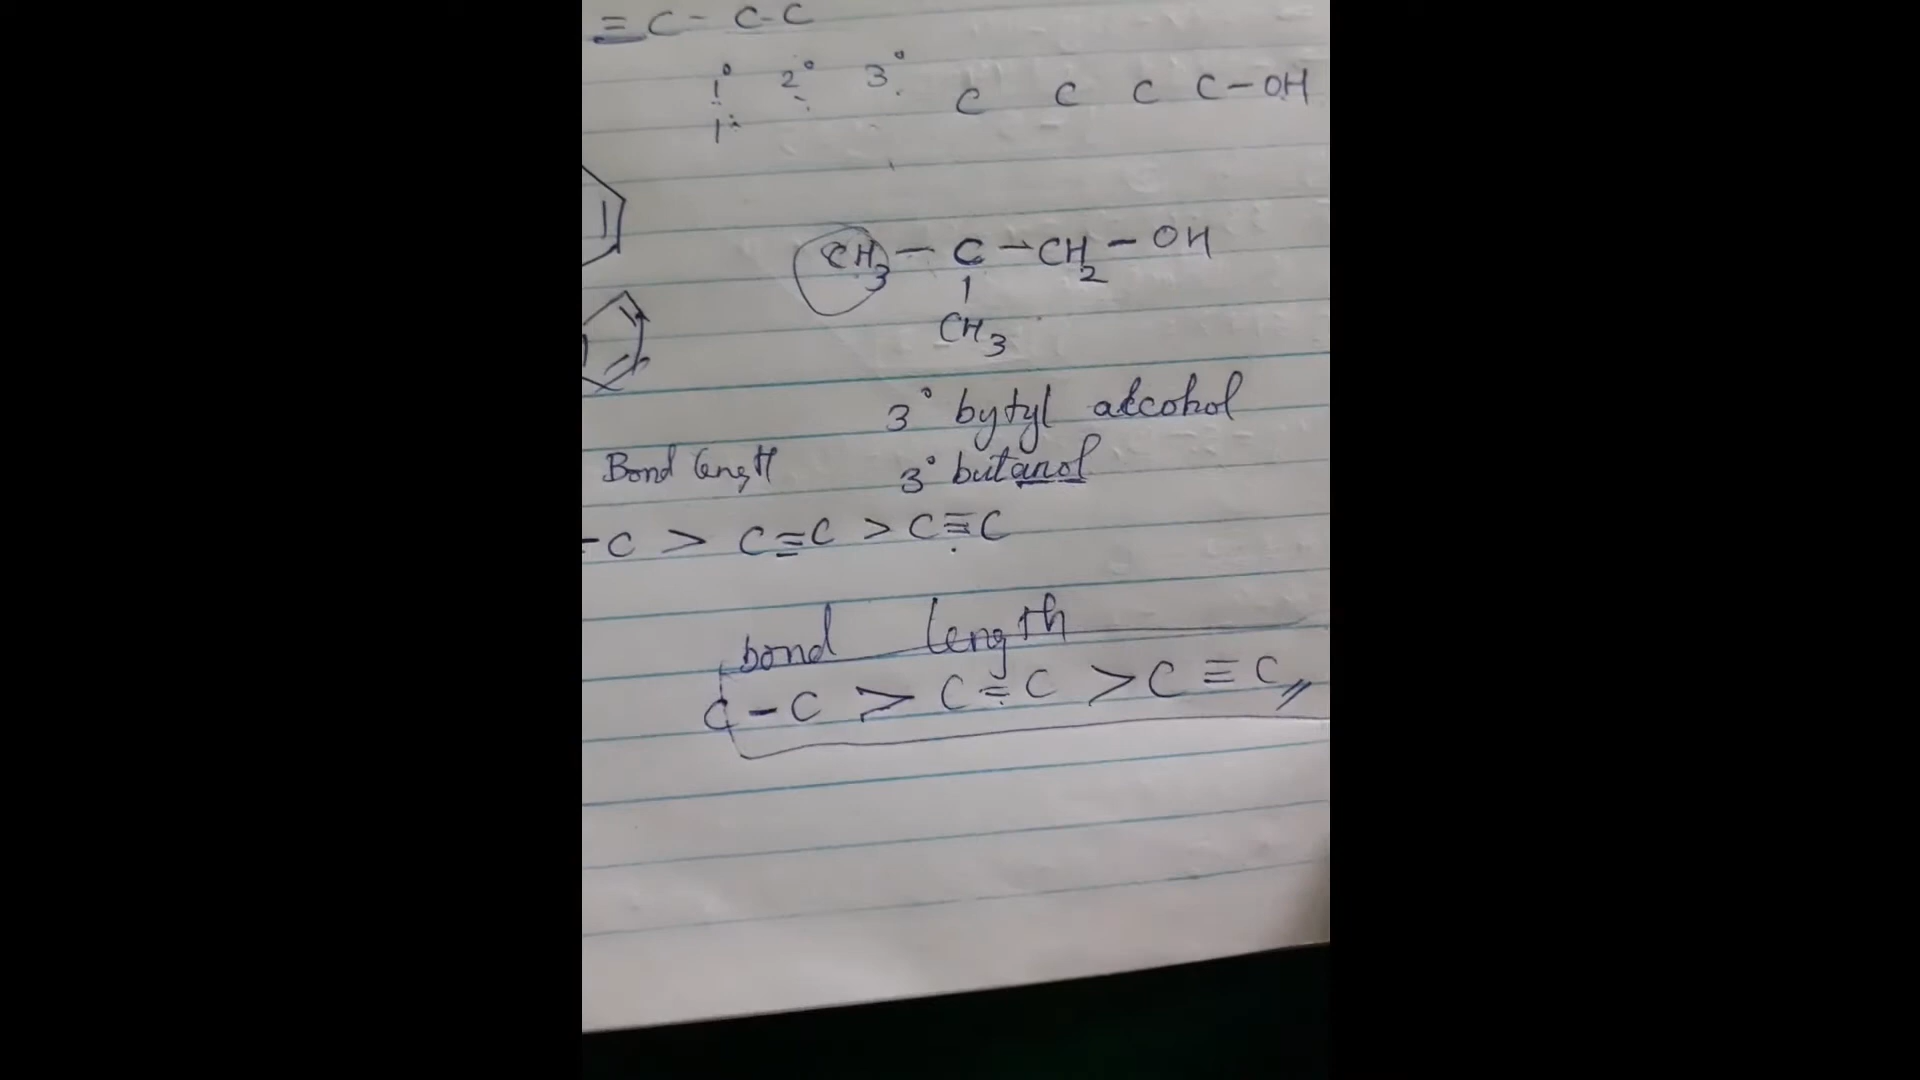 ≡C - C-C
1° 2° 3° C C C C-OH
1°
CH3 - C - CH2 - OH
|
CH3
3° bytyl alcohol
Bond length 3° butanol
-C > C=C > C≡C
bond length
C-C > C=C > C≡C